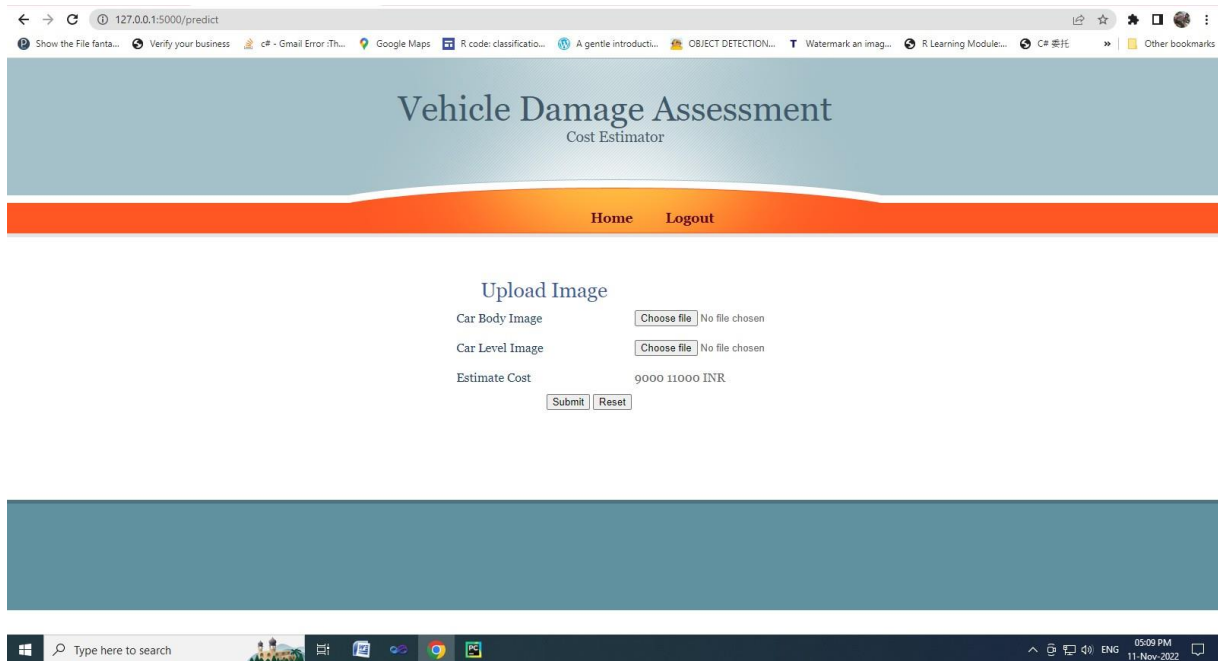 127.0.0.1:5000/predict
Show the File fanta... Verify your business c# - Gmail Error :Th... Google Maps R code: classificatio... A gentle introducti... OBJECT DETECTION... T Watermark an imag... R Learning Module:... C# 委托 » Other bookmarks
Vehicle Damage Assessment
Cost Estimator
Home Logout
Upload Image
Car Body Image Choose file No file chosen
Car Level Image Choose file No file chosen
Estimate Cost 9000 11000 INR
Submit Reset
Type here to search PC ENG 05:09 PM
11-Nov-2022